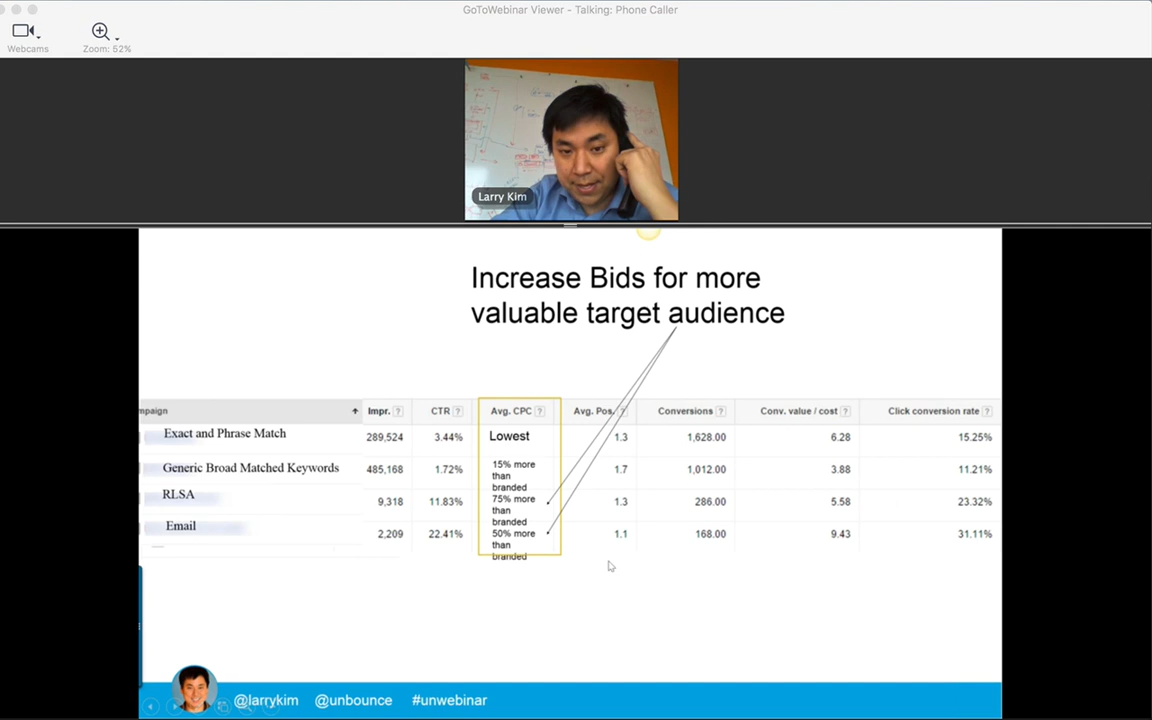 GoToWebinar Viewer - Talking: Phone Caller
Webcams
Zoom: 52%
Larry Kim
Increase Bids for more
valuable target audience
mpaign Impr. ? CTR ? Avg. CPC ? Avg. Pos. ? Conversions ? Conv. value / cost ? Click conversion rate ?
Exact and Phrase Match 289,524 3.44% Lowest 1.3 1,628.00 6.28 15.25%
Generic Broad Matched Keywords 485,168 1.72% 15% more than branded 1.7 1,012.00 3.88 11.21%
RLSA 9,318 11.83% 75% more than branded 1.3 286.00 5.58 23.32%
Email 2,209 22.41% 50% more than branded 1.1 168.00 9.43 31.11%
@larrykim @unbounce #unwebinar